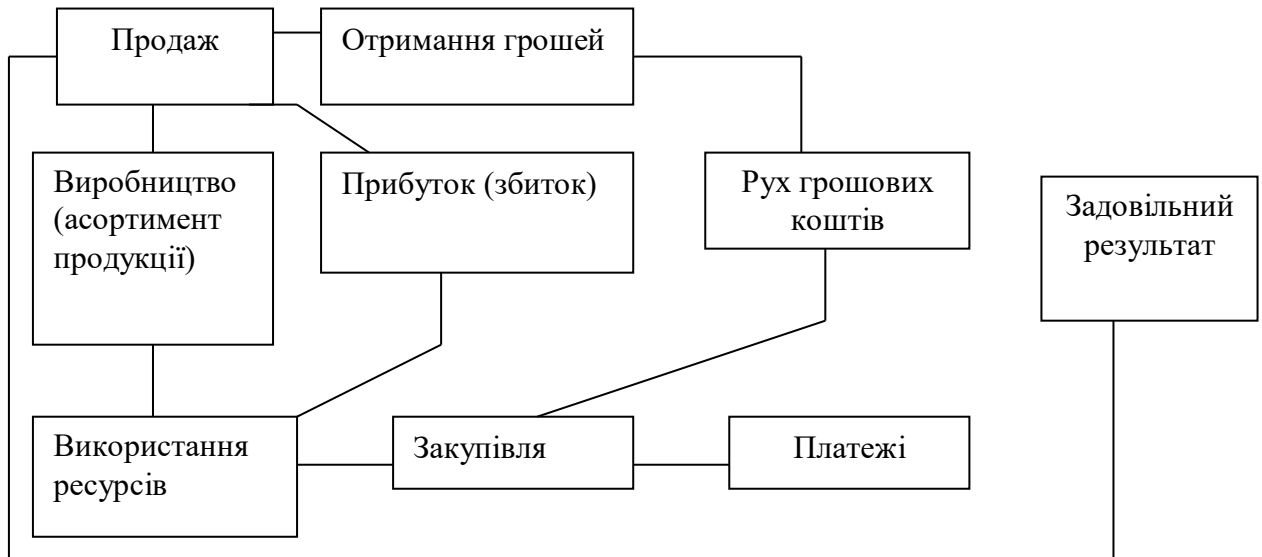 Продаж
Отримання грошей
Виробництво
(асортимент
продукції)
Прибуток (збиток)
Рух грошових
коштів
Задовільний
результат
Використання
ресурсів
Закупівля
Платежі